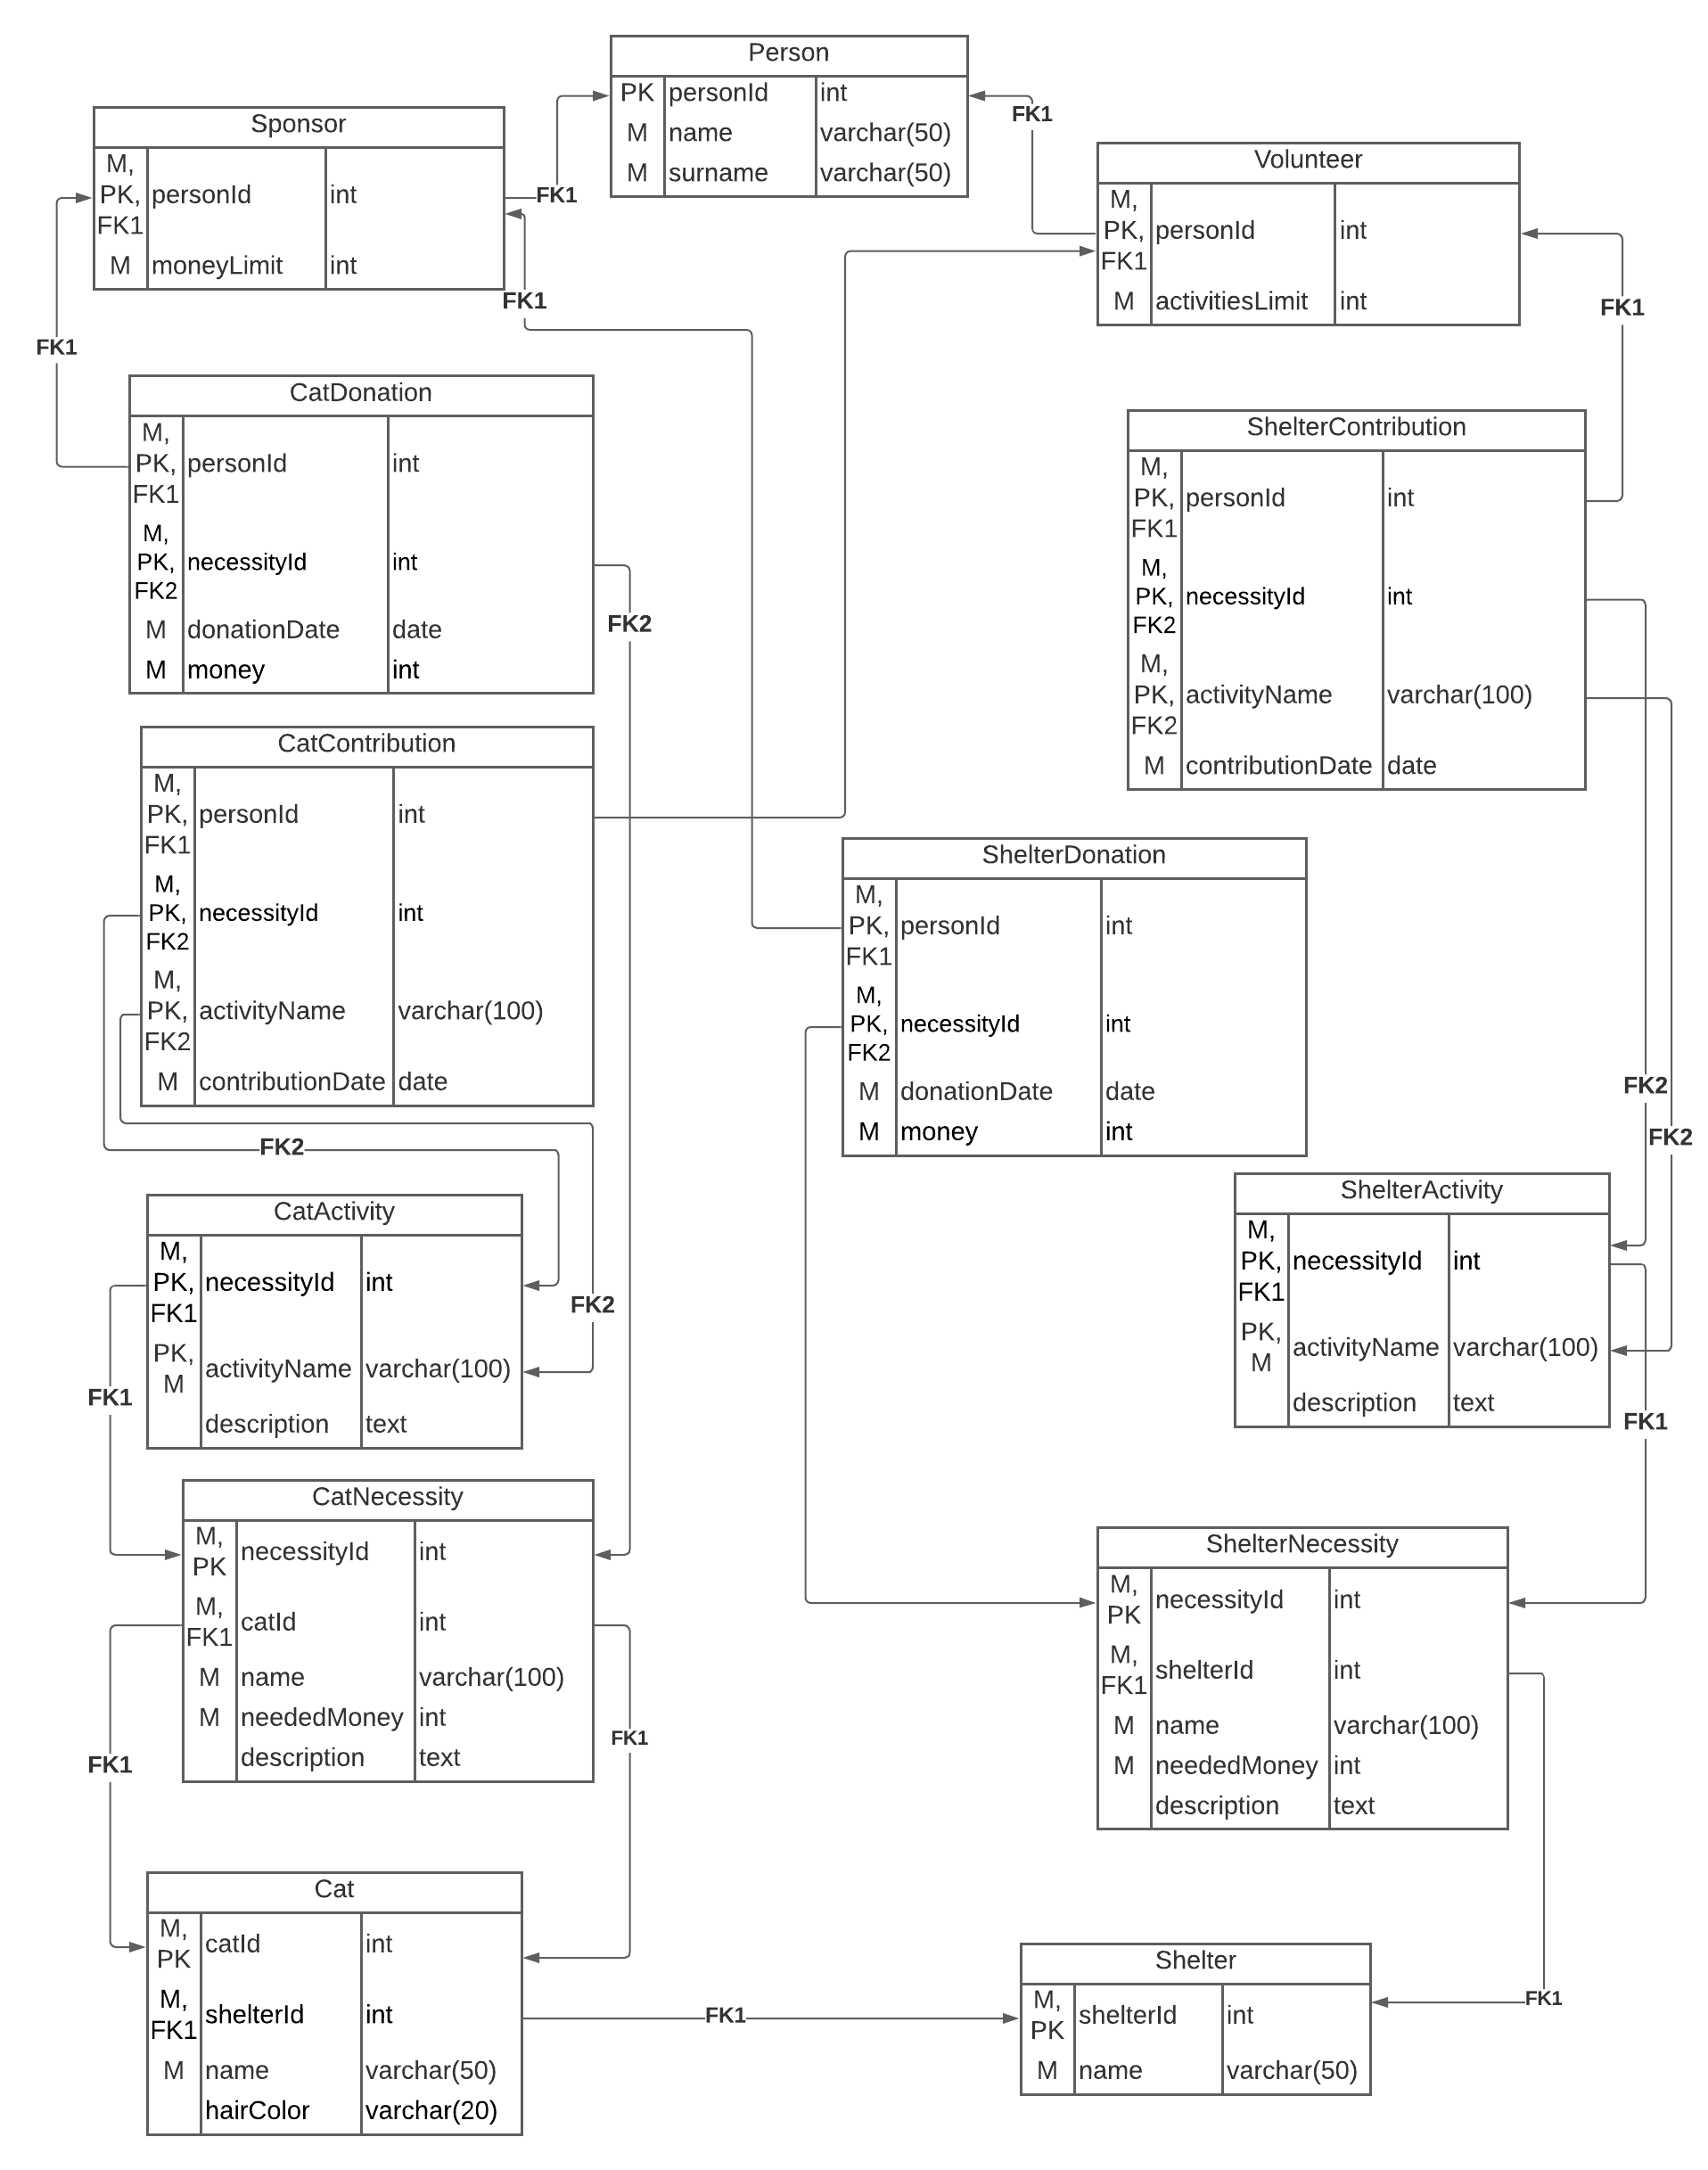 Person
PK personId int
M name varchar(50)
M surname varchar(50)
FK1
FK1
Sponsor
M,
PK, personId int
FK1
M moneyLimit int
FK1
FK1
Volunteer
M,
PK, personId int
FK1
M activitiesLimit int
FK1
CatDonation
M,
PK, personId int
FK1
M,
PK, necessityId int
FK2
M donationDate date
M money int
FK2
ShelterContribution
M,
PK, personId int
FK1
M,
PK, necessityId int
FK2
M,
PK, activityName varchar(100)
FK2
M contributionDate date
CatContribution
M,
PK, personId int
FK1
M,
PK, necessityId int
FK2
M,
PK, activityName varchar(100)
FK2
M contributionDate date
ShelterDonation
M,
PK, personId int
FK1
M,
PK, necessityId int
FK2
M donationDate date
M money int
FK2
FK2
FK2
FK2
CatActivity
M,
PK, necessityId int
FK1
PK,
M activityName varchar(100)
description text
FK1
ShelterActivity
M,
PK, necessityId int
FK1
PK,
M activityName varchar(100)
description text
FK1
CatNecessity
M,
PK necessityId int
M,
FK1 catId int
M name varchar(100)
M neededMoney int
description text
FK1
FK1
ShelterNecessity
M,
PK necessityId int
M,
FK1 shelterId int
M name varchar(100)
M neededMoney int
description text
Cat
M,
PK catId int
M,
FK1 shelterId int
M name varchar(50)
hairColor varchar(20)
FK1
Shelter
M,
PK shelterId int
M name varchar(50)
FK1